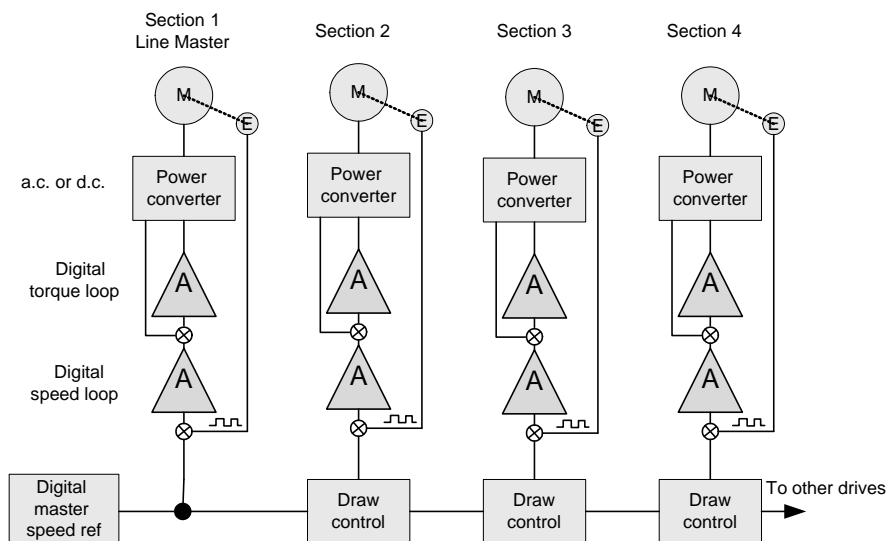 Section 1
Line Master
Section 2
Section 3
Section 4
M
E
M
E
M
E
M
E
a.c. or d.c.
Power
converter
Power
converter
Power
converter
Power
converter
Digital
torque loop
A
A
A
A
Digital
speed loop
A
A
A
A
Digital
master
speed ref
Draw
control
Draw
control
Draw
control
To other drives